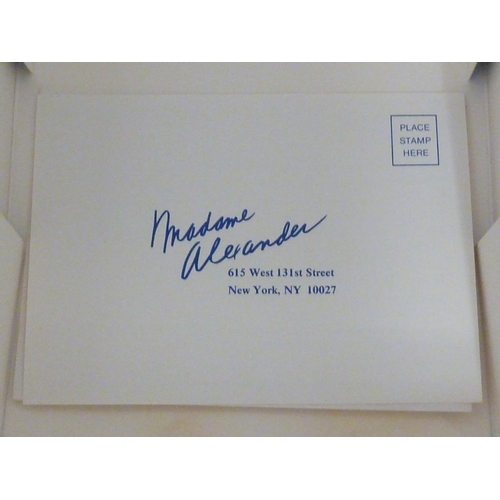 PLACE
STAMP
HERE
Madame
Alexander
615 West 131st Street
New York, NY 10027